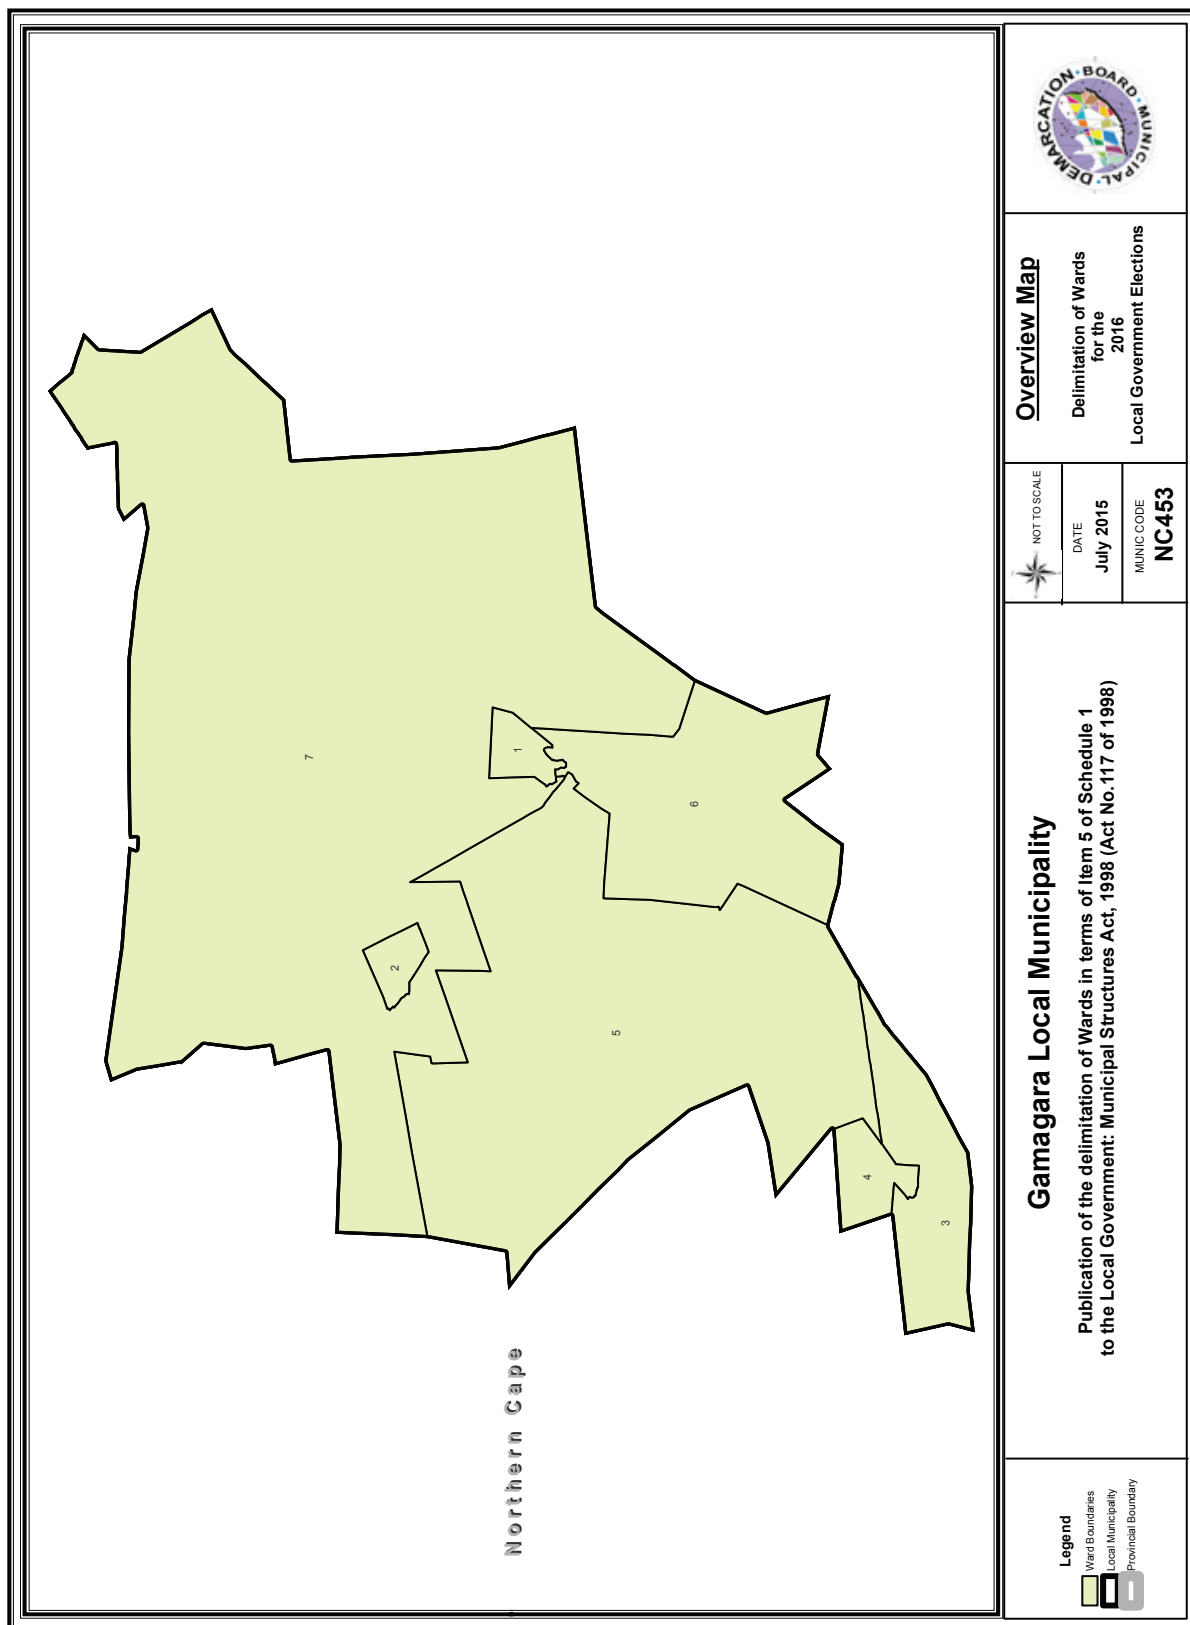 7
1
6
2
5
4
3
Northern Cape
Legend
Ward Boundaries
Local Municipality
Provincial Boundary
Gamagara Local Municipality
Publication of the delimitation of Wards in terms of Item 5 of Schedule 1
to the Local Government: Municipal Structures Act, 1998 (Act No.117 of 1998)
NOT TO SCALE
DATE
July 2015
MUNIC CODE
NC453
Overview Map
Delimitation of Wards
for the
2016
Local Government Elections
MUNICIPAL DEMARCATION BOARD